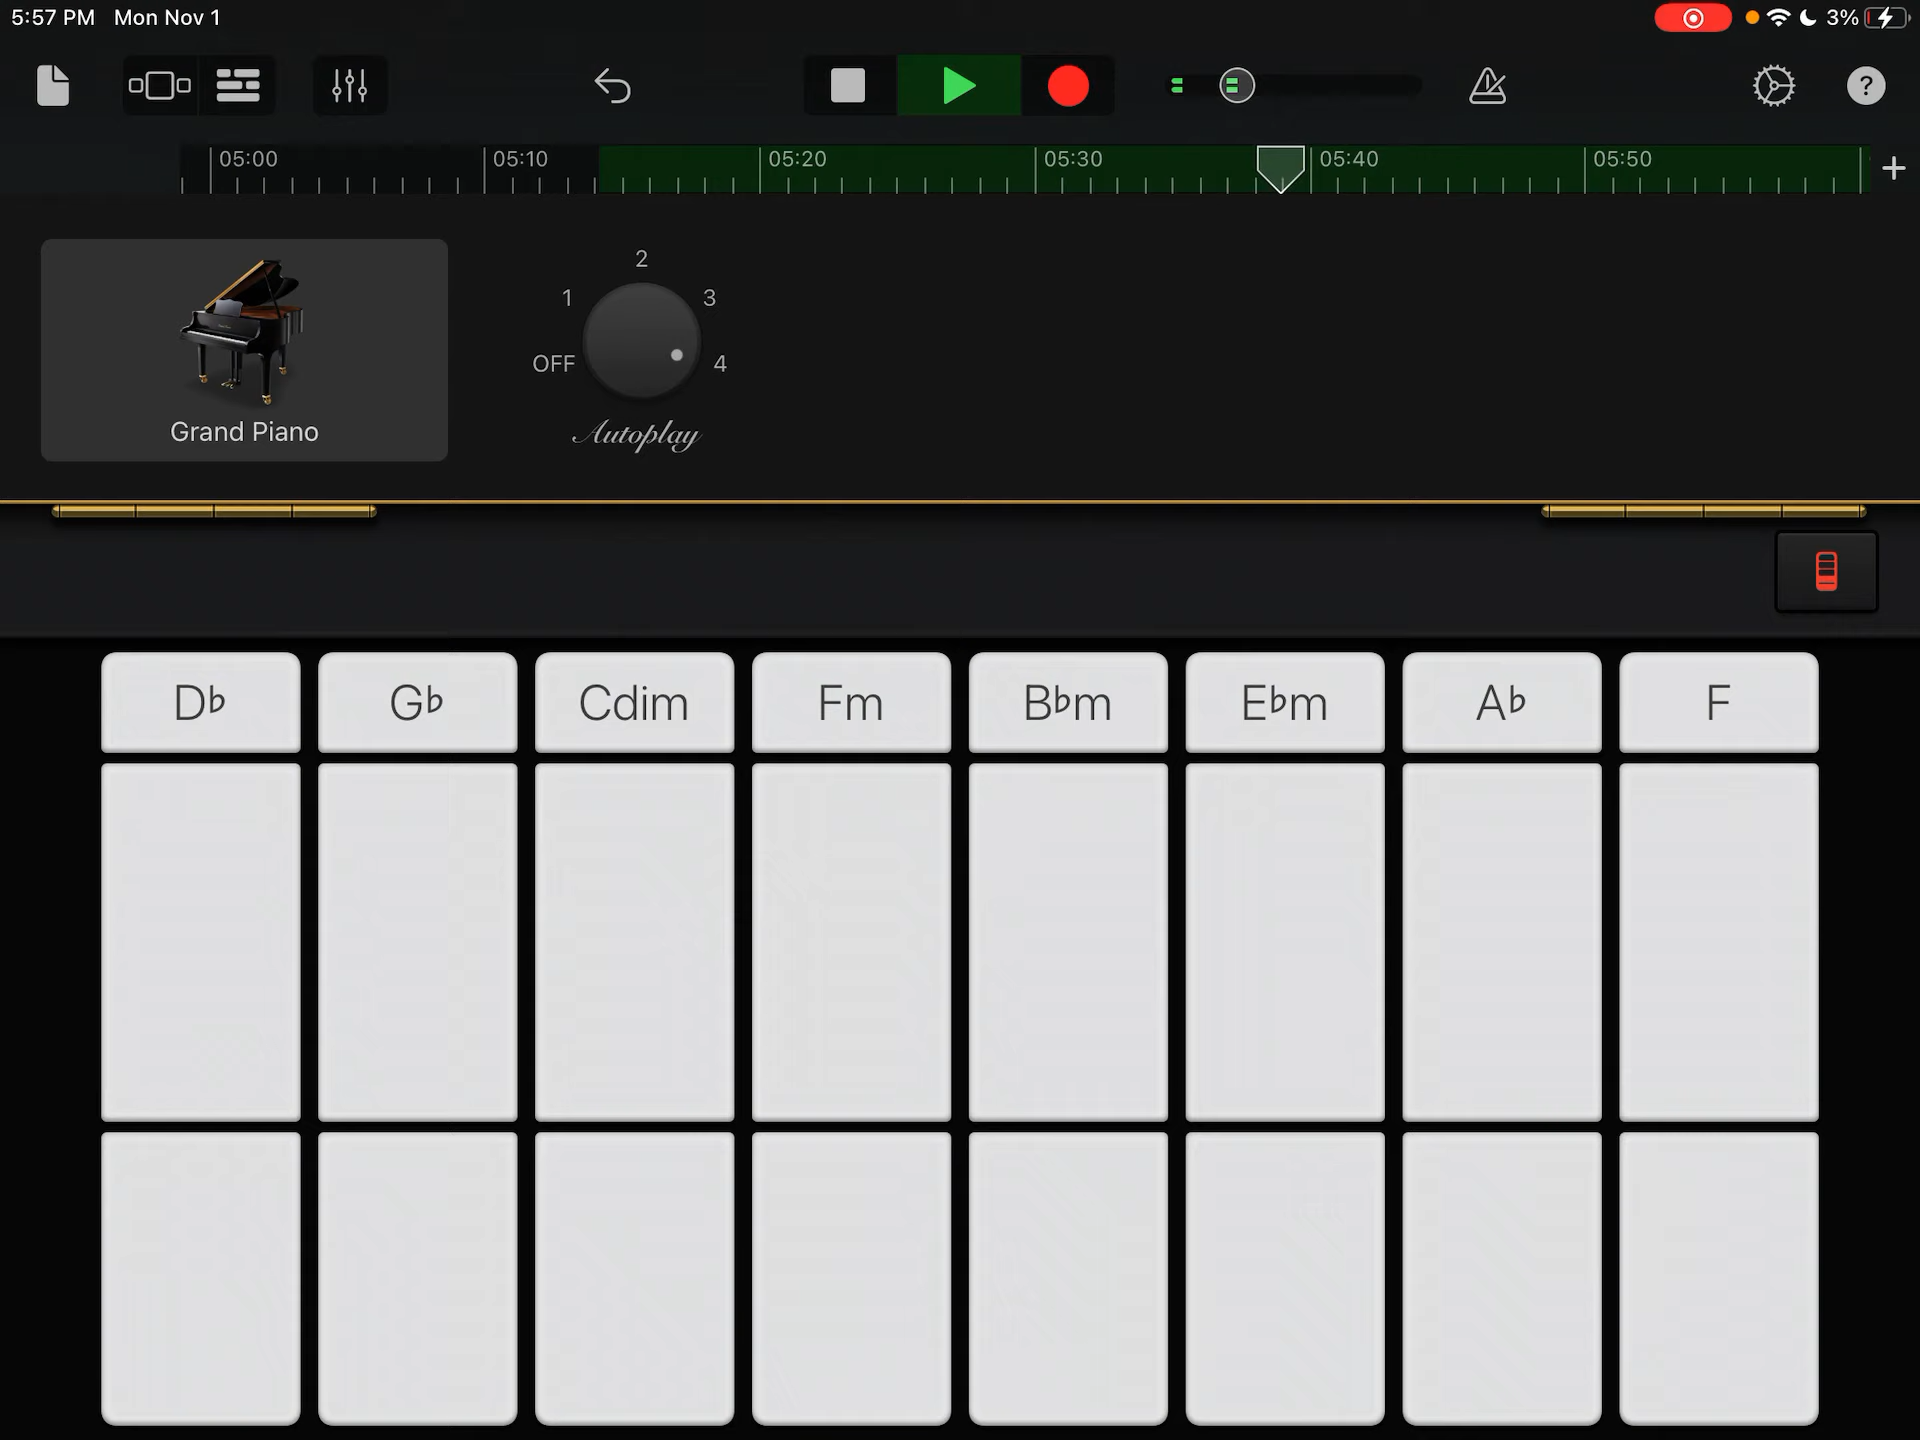 5:57 PM Mon Nov 1 3%
?
05:00 05:10 05:20 05:30 05:40 05:50
2
1 3
OFF 4
Autoplay
Grand Piano
D♭ G♭ Cdim Fm B♭m E♭m A♭ F